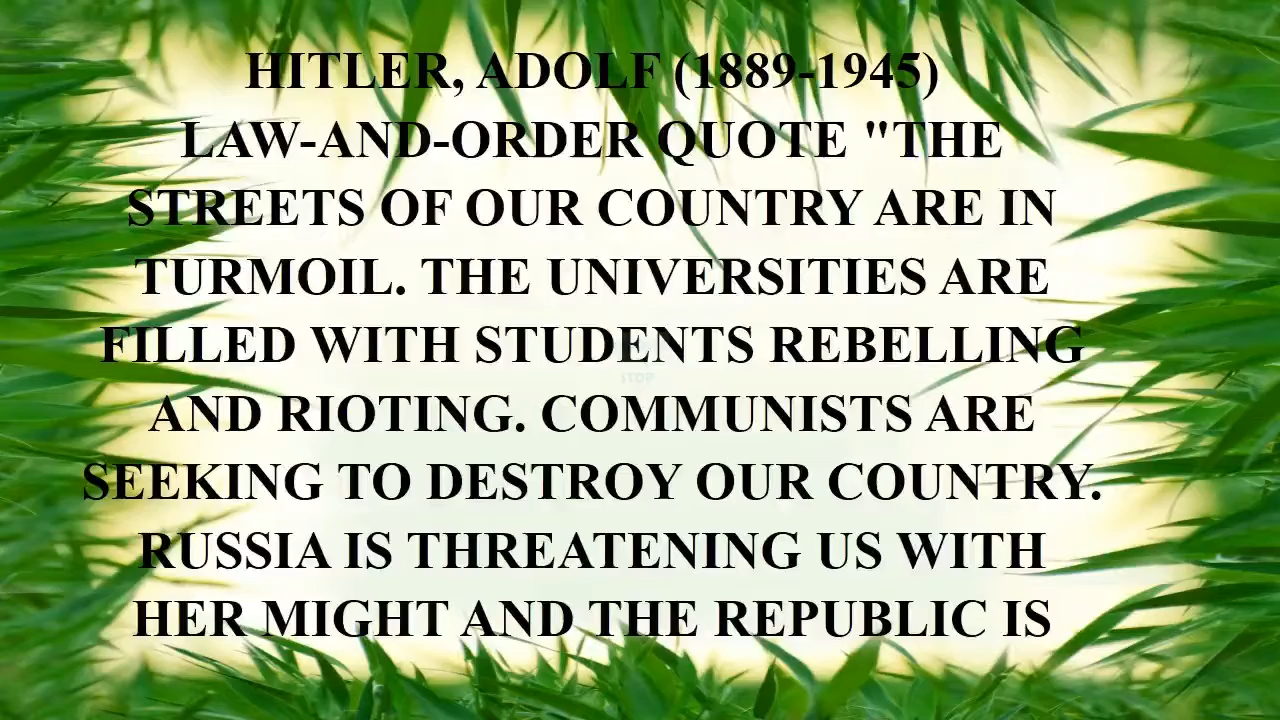 HITLER, ADOLF (1889-1945)
LAW-AND-ORDER QUOTE "THE
STREETS OF OUR COUNTRY ARE IN
TURMOIL. THE UNIVERSITIES ARE
FILLED WITH STUDENTS REBELLING
AND RIOTING. COMMUNISTS ARE
SEEKING TO DESTROY OUR COUNTRY.
RUSSIA IS THREATENING US WITH
HER MIGHT AND THE REPUBLIC IS